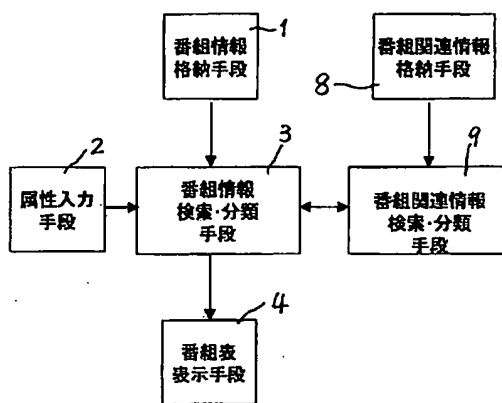 1
番組情報
格納手段
番組関連情報
格納手段
8
2
属性入力
手段
3
番組情報
検索・分類
手段
9
番組関連情報
検索・分類
手段
4
番組表
表示手段